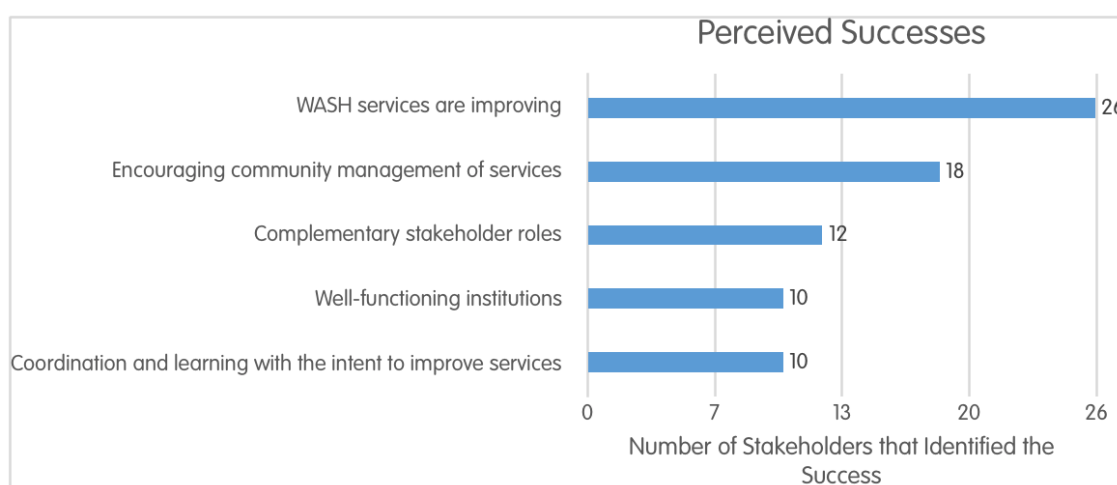 Perceived Successes
WASH services are improving
26
Encouraging community management of services
18
Complementary stakeholder roles
12
Well-functioning institutions
10
Coordination and learning with the intent to improve services
10
0 7 13 20 26
Number of Stakeholders that Identified the
Success